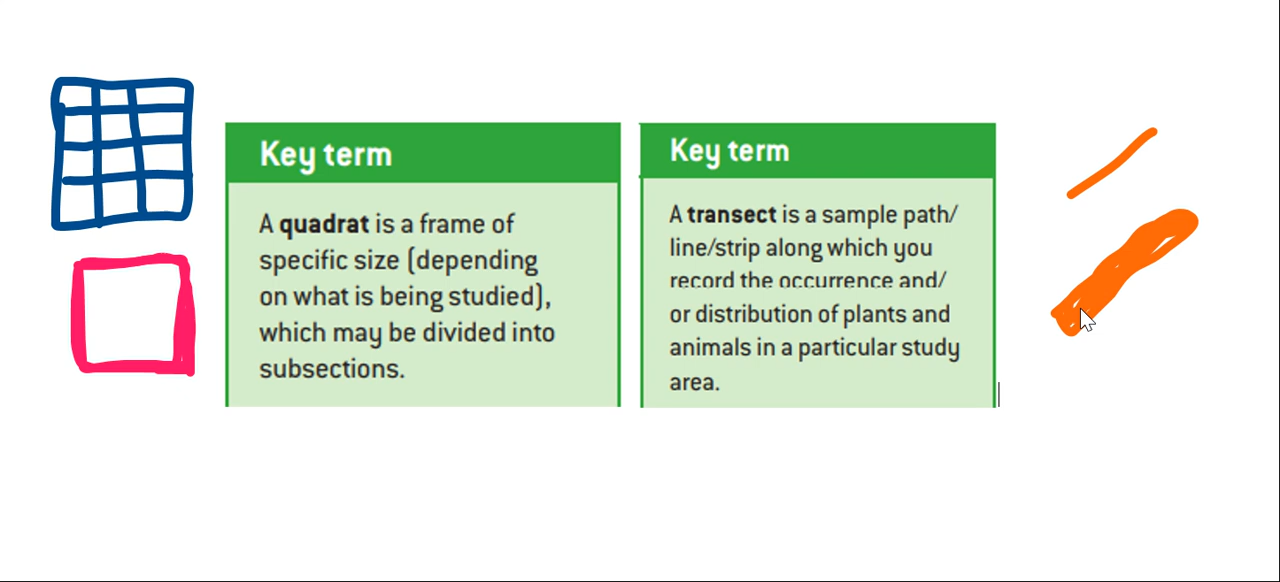 Key term
A quadrat is a frame of
specific size (depending
on what is being studied),
which may be divided into
subsections.
Key term
A transect is a sample path/
line/strip along which you
record the occurrence and/
or distribution of plants and
animals in a particular study
area.